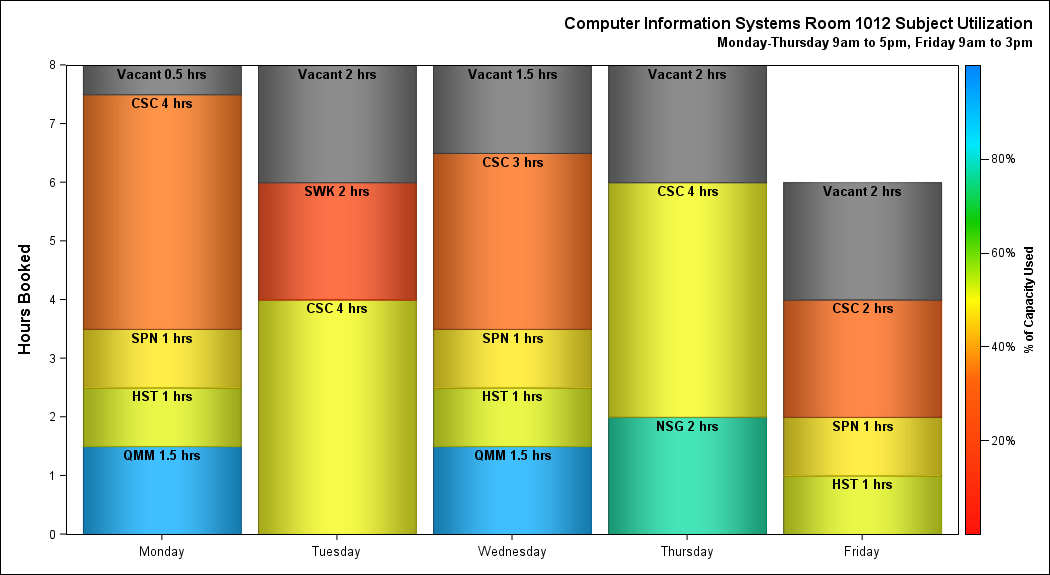 Computer Information Systems Room 1012 Subject Utilization
Monday-Thursday 9am to 5pm, Friday 9am to 3pm
Hours Booked
8
7
6
5
4
3
2
1
0
Vacant 0.5 hrs
CSC 4 hrs
SPN 1 hrs
HST 1 hrs
QMM 1.5 hrs
Monday
Vacant 2 hrs
SWK 2 hrs
CSC 4 hrs
Tuesday
Vacant 1.5 hrs
CSC 3 hrs
SPN 1 hrs
HST 1 hrs
QMM 1.5 hrs
Wednesday
Vacant 2 hrs
CSC 4 hrs
NSG 2 hrs
Thursday
Vacant 2 hrs
CSC 2 hrs
SPN 1 hrs
HST 1 hrs
Friday
80%
60%
40%
20%
% of Capacity Used